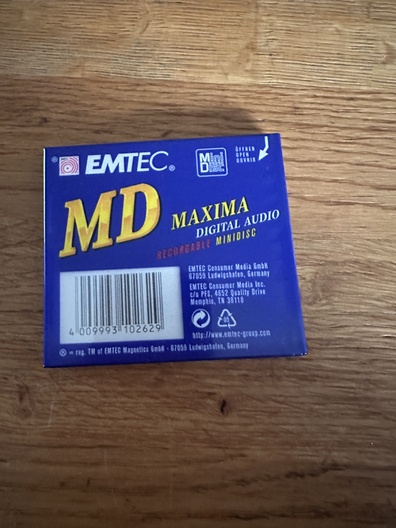 EMTEC®
Mini
Disc
ÖFFNEN
OPEN
OUVRIR
MD
MAXIMA
DIGITAL AUDIO
RECORDABLE MINIDISC
EMTEC Consumer Media GmbH
67059 Ludwigshafen, Germany
EMTEC Consumer Media Inc.
c/o PFS, 4652 Quality Drive
Memphis, TN 38118
http://www.emtec-group.com
4 009993 102629
® = reg. TM of EMTEC Magnetics GmbH - 67059 Ludwigshafen, Germany